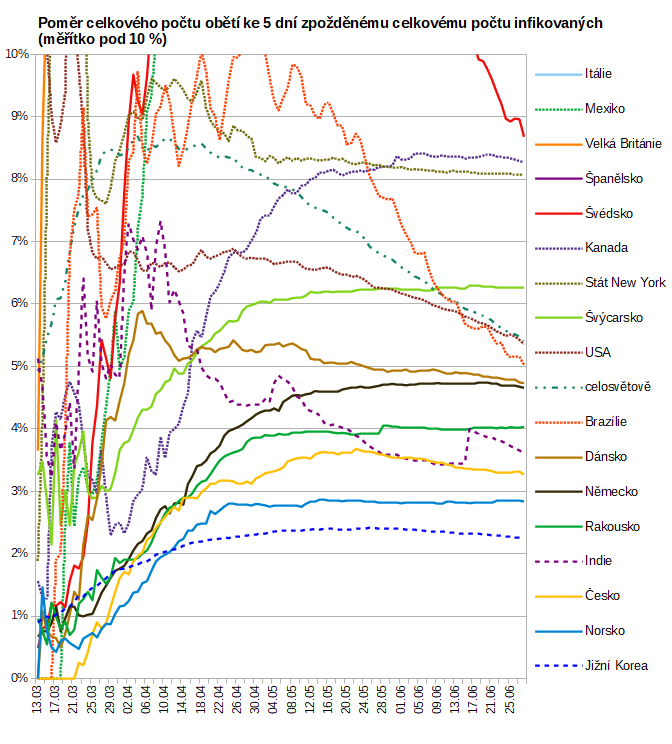 Poměr celkového počtu obětí ke 5 dní zpožděnému celkovému počtu infikovaných
(měřítko pod 10 %)
10%
9%
8%
7%
6%
5%
4%
3%
2%
1%
0%
13.03
17.03
21.03
25.03
29.03
02.04
06.04
10.04
14.04
18.04
22.04
26.04
30.04
04.05
08.05
12.05
16.05
20.05
24.05
28.05
01.06
05.06
09.06
13.06
17.06
21.06
25.06
Itálie
Mexiko
Velká Británie
Španělsko
Švédsko
Kanada
Stát New York
Švýcarsko
USA
celosvětově
Brazílie
Dánsko
Německo
Rakousko
Indie
Česko
Norsko
Jižní Korea